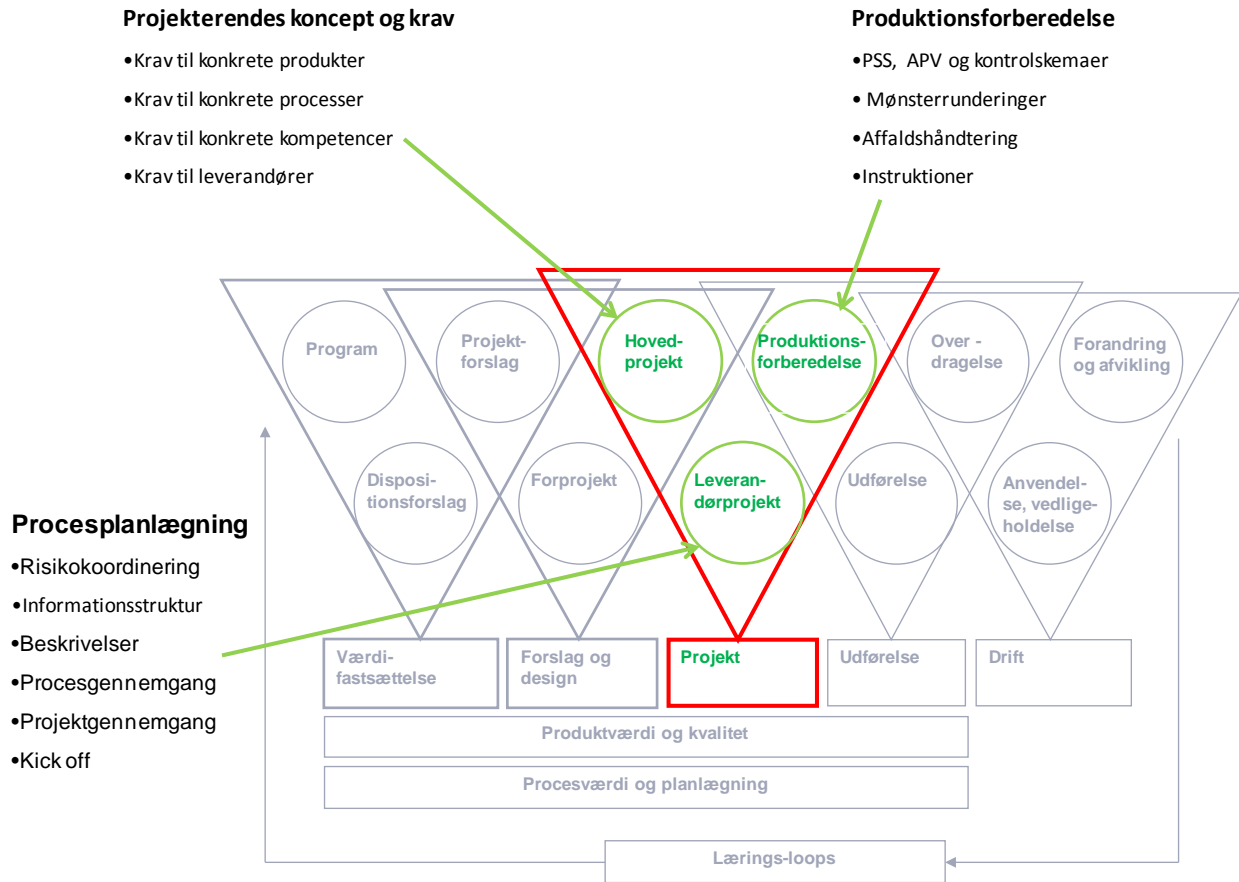 Projekterendes koncept og krav
•Krav til konkrete produkter
•Krav til konkrete processer
•Krav til konkrete kompetencer
•Krav til leverandører
Produktionsforberedelse
•PSS, APV og kontrolskemaer
• Mønsterrunderinger
•Affaldshåndtering
•Instruktioner
Program
Projekt-
forslag
Hoved-
projekt
Produktions-
forberedelse
Over -
dragelse
Forandring
og afvikling
Disposi-
tionsforslag
Forprojekt
Leveran-
dørprojekt
Udførelse
Anvendel-
se, vedlige-
holdelse
Procesplanlægning
•Risikokoordinering
•Informationsstruktur
•Beskrivelser
•Procesgennemgang
•Projektgennemgang
•Kick off
Værdi-
fastsættelse
Forslag og
design
Projekt
Udførelse
Drift
Produktværdi og kvalitet
Procesværdi og planlægning
Lærings-loops